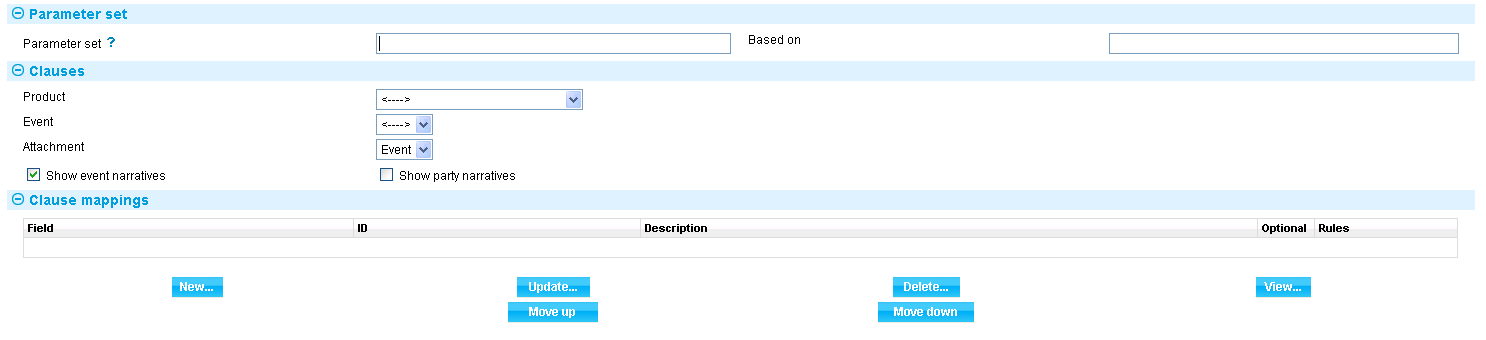 Parameter set
Parameter set ? Based on
Clauses
Product <---->
Event <---->
Attachment Event
Show event narratives Show party narratives
Clause mappings
Field ID Description Optional Rules
New... Update... Delete... View...
Move up Move down